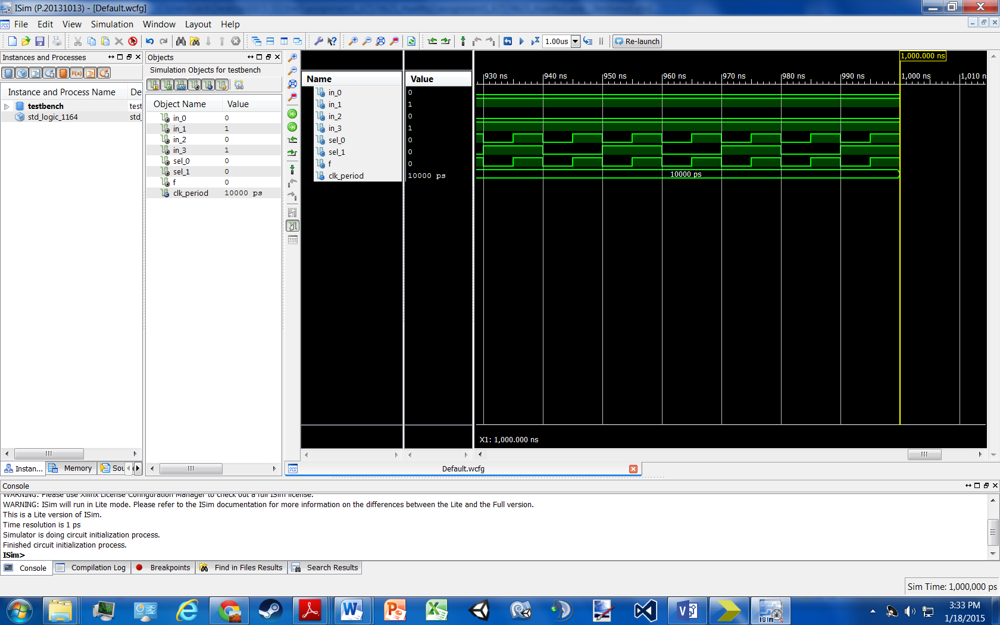 ISim (P.20131013) - [Default.wcfg]
File Edit View Simulation Window Layout Help
1.00us Re-launch
Instances and Processes
Instance and Process Name De
testbench test
std_logic_1164 std_
Instan... Memory Sou
Objects
Simulation Objects for testbench
Object Name Value
in_0 0
in_1 1
in_2 0
in_3 1
sel_0 0
sel_1 0
f 0
clk_period 10000 ps
Name Value
in_0 0
in_1 1
in_2 0
in_3 1
sel_0 0
sel_1 0
f 0
clk_period 10000 ps
1,000.000 ns
930 ns 940 ns 950 ns 960 ns 970 ns 980 ns 990 ns 1,000 ns 1,010 n
10000 ps
X1: 1,000.000 ns
Default.wcfg
Console
WARNING: Please use Xilinx License Configuration Manager to check out a full ISim license.
WARNING: ISim will run in Lite mode. Please refer to the ISim documentation for more information on the differences between the Lite and the Full version.
This is a Lite version of ISim.
Time resolution is 1 ps
Simulator is doing circuit initialization process.
Finished circuit initialization process.
ISim>
Console Compilation Log Breakpoints Find in Files Results Search Results
Sim Time: 1,000,000 ps
3:33 PM
1/18/2015